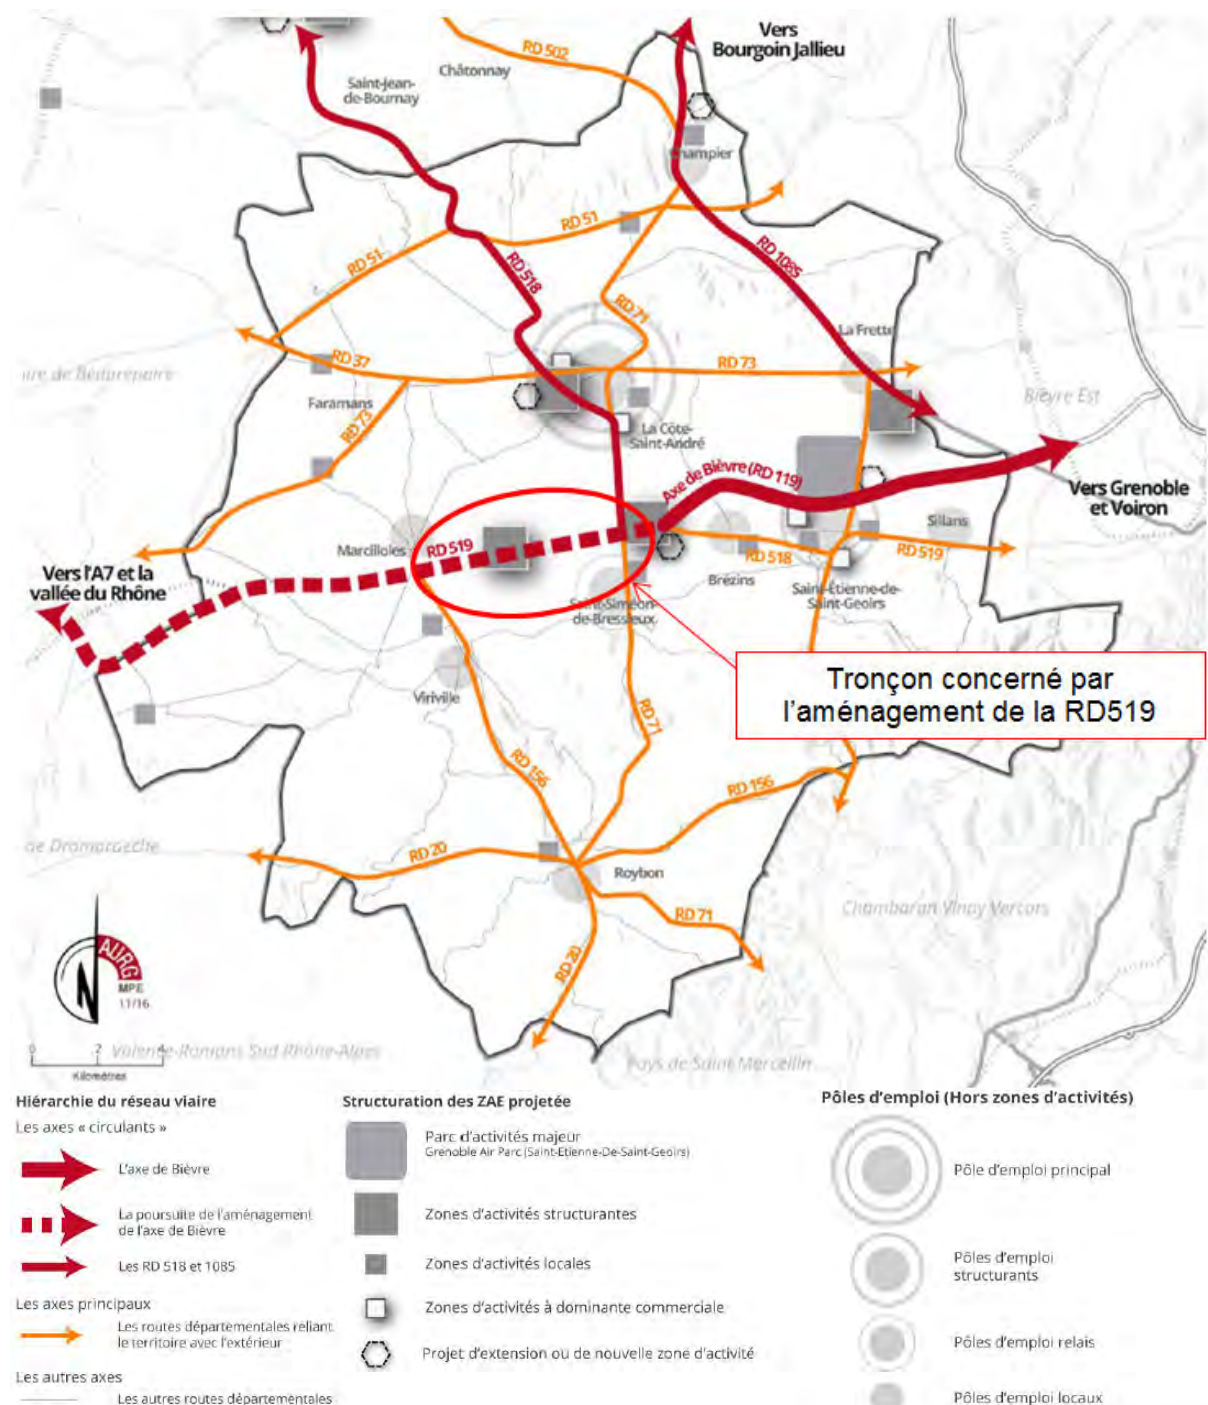 Vers
Bourgoin Jallieu
RD 502
Châtonnay
Saint-Jean-
de-Bournay
Champier
RD 51
RD 51
RD 518
RD 1085
RD 71
La Frette
RD 37
RD 73
Bièvre Est
Faramans
RD 73
La Côte-
Saint-André
Axe de Bièvre (RD 119)
Vers Grenoble
et Voiron
Marcilloles
RD 519
Sillans
RD 518
RD 519
Brézins
Vers l'A7 et la
vallée du Rhône
Saint-Étienne-de-
Saint-Geoirs
Saint-Siméon-
de-Bressieux
Tronçon concerné par
l'aménagement de la RD519
Viriville
RD 71
RD 156
RD 156
RD 20
Roybon
RD 71
Chambaran Vinay Vercors
RD 20
AURG
MPE
11/16
N
0 2 4
Kilomètres
Valence-Romans Sud Rhône-Alpes
Pays de Saint Marcellin
Hiérarchie du réseau viaire
Les axes « circulants »
L'axe de Bièvre
La poursuite de l'aménagement
de l'axe de Bièvre
Les RD 518 et 1085
Les axes principaux
Les routes départementales reliant
le territoire avec l'extérieur
Les autres axes
Les autres routes départementales
Structuration des ZAE projetée
Parc d'activités majeur
Grenoble Air Parc (Saint-Etienne-De-Saint-Geoirs)
Zones d'activités structurantes
Zones d'activités locales
Zones d'activités à dominante commerciale
Projet d'extension ou de nouvelle zone d'activité
Pôles d'emploi (Hors zones d'activités)
Pôle d'emploi principal
Pôles d'emploi
structurants
Pôles d'emploi relais
Pôles d'emploi locaux